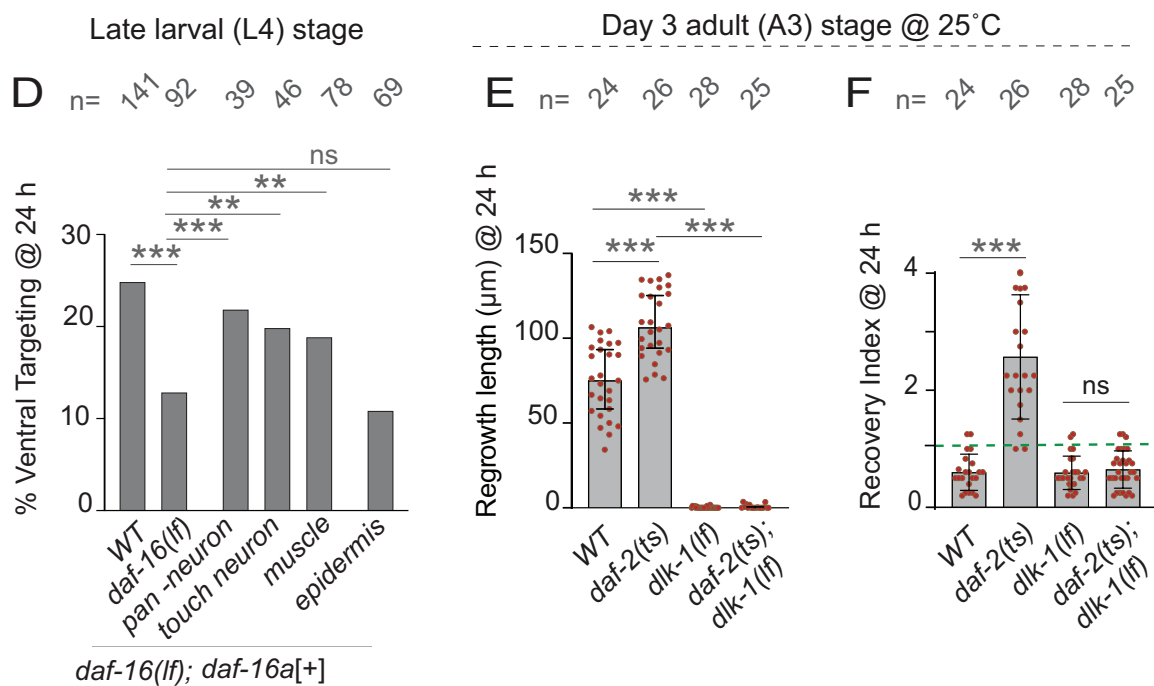 Late larval (L4) stage
Day 3 adult (A3) stage @ 25˚C
D
n= 141 92 39 46 78 69
ns
**
**
***
***
% Ventral Targeting @ 24 h
30
20
10
0
WT
daf-16(lf)
pan -neuron
touch neuron
muscle
epidermis
daf-16(lf); daf-16a[+]
E
n= 24 26 28 25
***
***
***
Regrowth length (µm) @ 24 h
150
100
50
0
WT
daf-2(ts)
dlk-1(lf)
daf-2(ts);
dlk-1(lf)
F
n= 24 26 28 25
***
ns
Recovery Index @ 24 h
4
2
0
WT
daf-2(ts)
dlk-1(lf)
daf-2(ts);
dlk-1(lf)